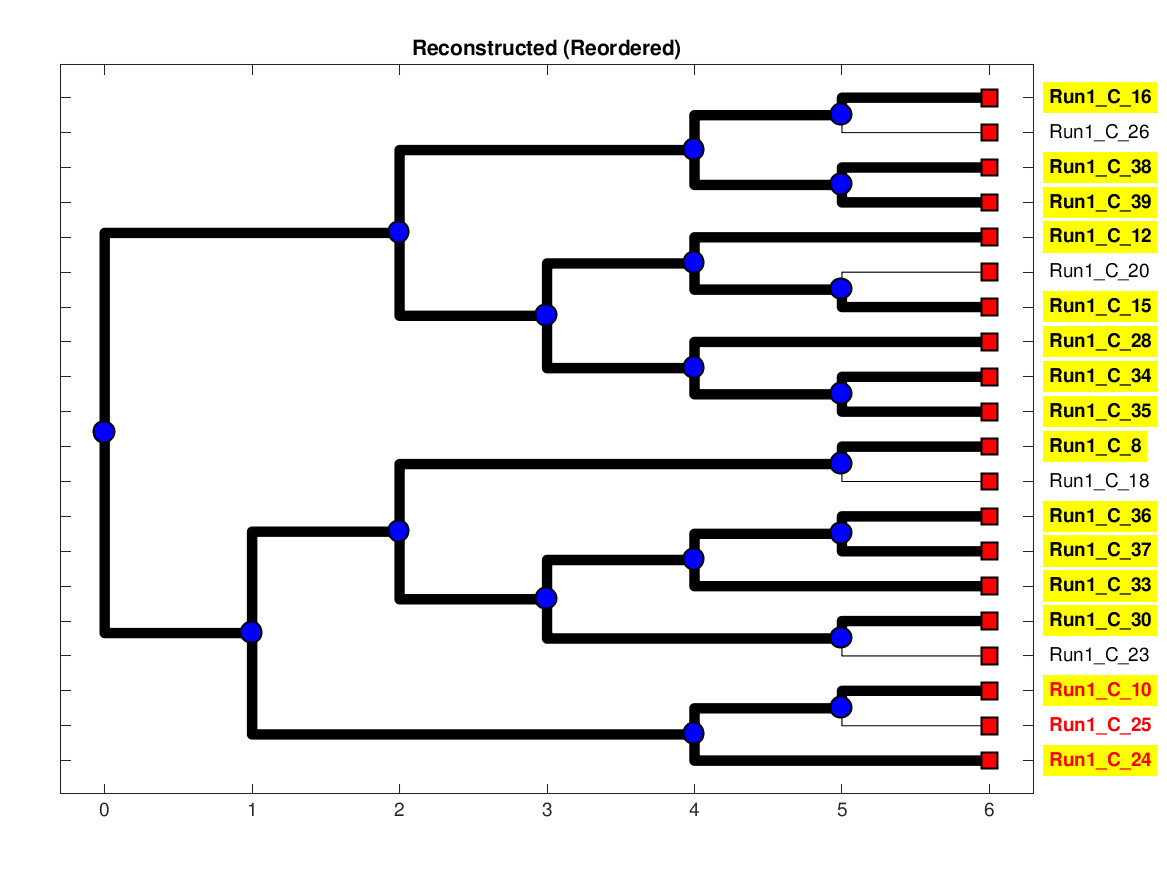 Reconstructed (Reordered)
Run1_C_16
Run1_C_26
Run1_C_38
Run1_C_39
Run1_C_12
Run1_C_20
Run1_C_15
Run1_C_28
Run1_C_34
Run1_C_35
Run1_C_8
Run1_C_18
Run1_C_36
Run1_C_37
Run1_C_33
Run1_C_30
Run1_C_23
Run1_C_10
Run1_C_25
Run1_C_24
0 1 2 3 4 5 6